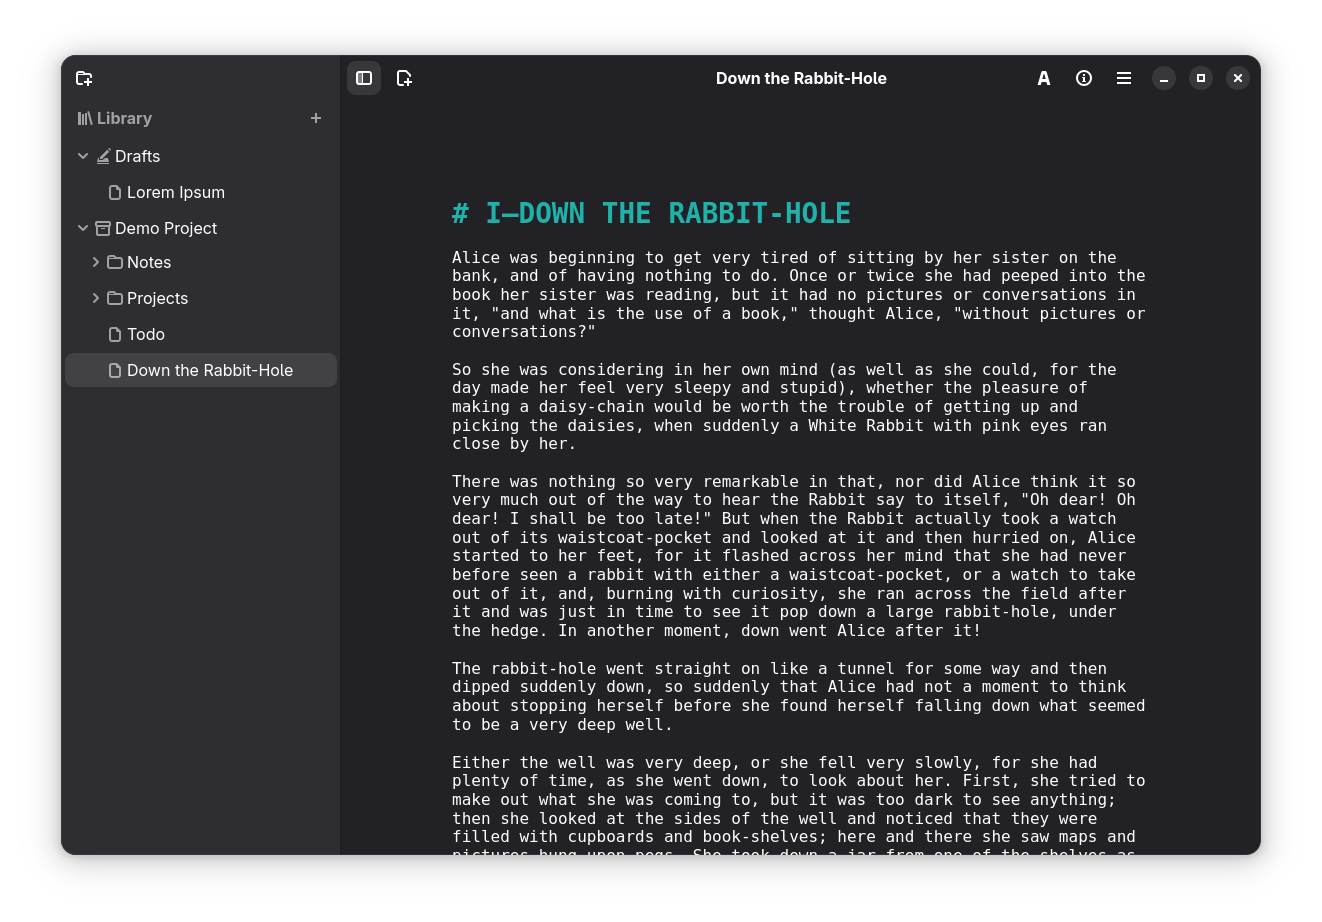 Library
Drafts
Lorem Ipsum
Demo Project
Notes
Projects
Todo
Down the Rabbit-Hole
Down the Rabbit-Hole
A
# I—DOWN THE RABBIT-HOLE
Alice was beginning to get very tired of sitting by her sister on the
bank, and of having nothing to do. Once or twice she had peeped into the
book her sister was reading, but it had no pictures or conversations in
it, "and what is the use of a book," thought Alice, "without pictures or
conversations?"
So she was considering in her own mind (as well as she could, for the
day made her feel very sleepy and stupid), whether the pleasure of
making a daisy-chain would be worth the trouble of getting up and
picking the daisies, when suddenly a White Rabbit with pink eyes ran
close by her.
There was nothing so very remarkable in that, nor did Alice think it so
very much out of the way to hear the Rabbit say to itself, "Oh dear! Oh
dear! I shall be too late!" But when the Rabbit actually took a watch
out of its waistcoat-pocket and looked at it and then hurried on, Alice
started to her feet, for it flashed across her mind that she had never
before seen a rabbit with either a waistcoat-pocket, or a watch to take
out of it, and, burning with curiosity, she ran across the field after
it and was just in time to see it pop down a large rabbit-hole, under
the hedge. In another moment, down went Alice after it!
The rabbit-hole went straight on like a tunnel for some way and then
dipped suddenly down, so suddenly that Alice had not a moment to think
about stopping herself before she found herself falling down what seemed
to be a very deep well.
Either the well was very deep, or she fell very slowly, for she had
plenty of time, as she went down, to look about her. First, she tried to
make out what she was coming to, but it was too dark to see anything;
then she looked at the sides of the well and noticed that they were
filled with cupboards and book-shelves; here and there she saw maps and
pictures hung upon pegs. She took down a jar from one of the shelves as